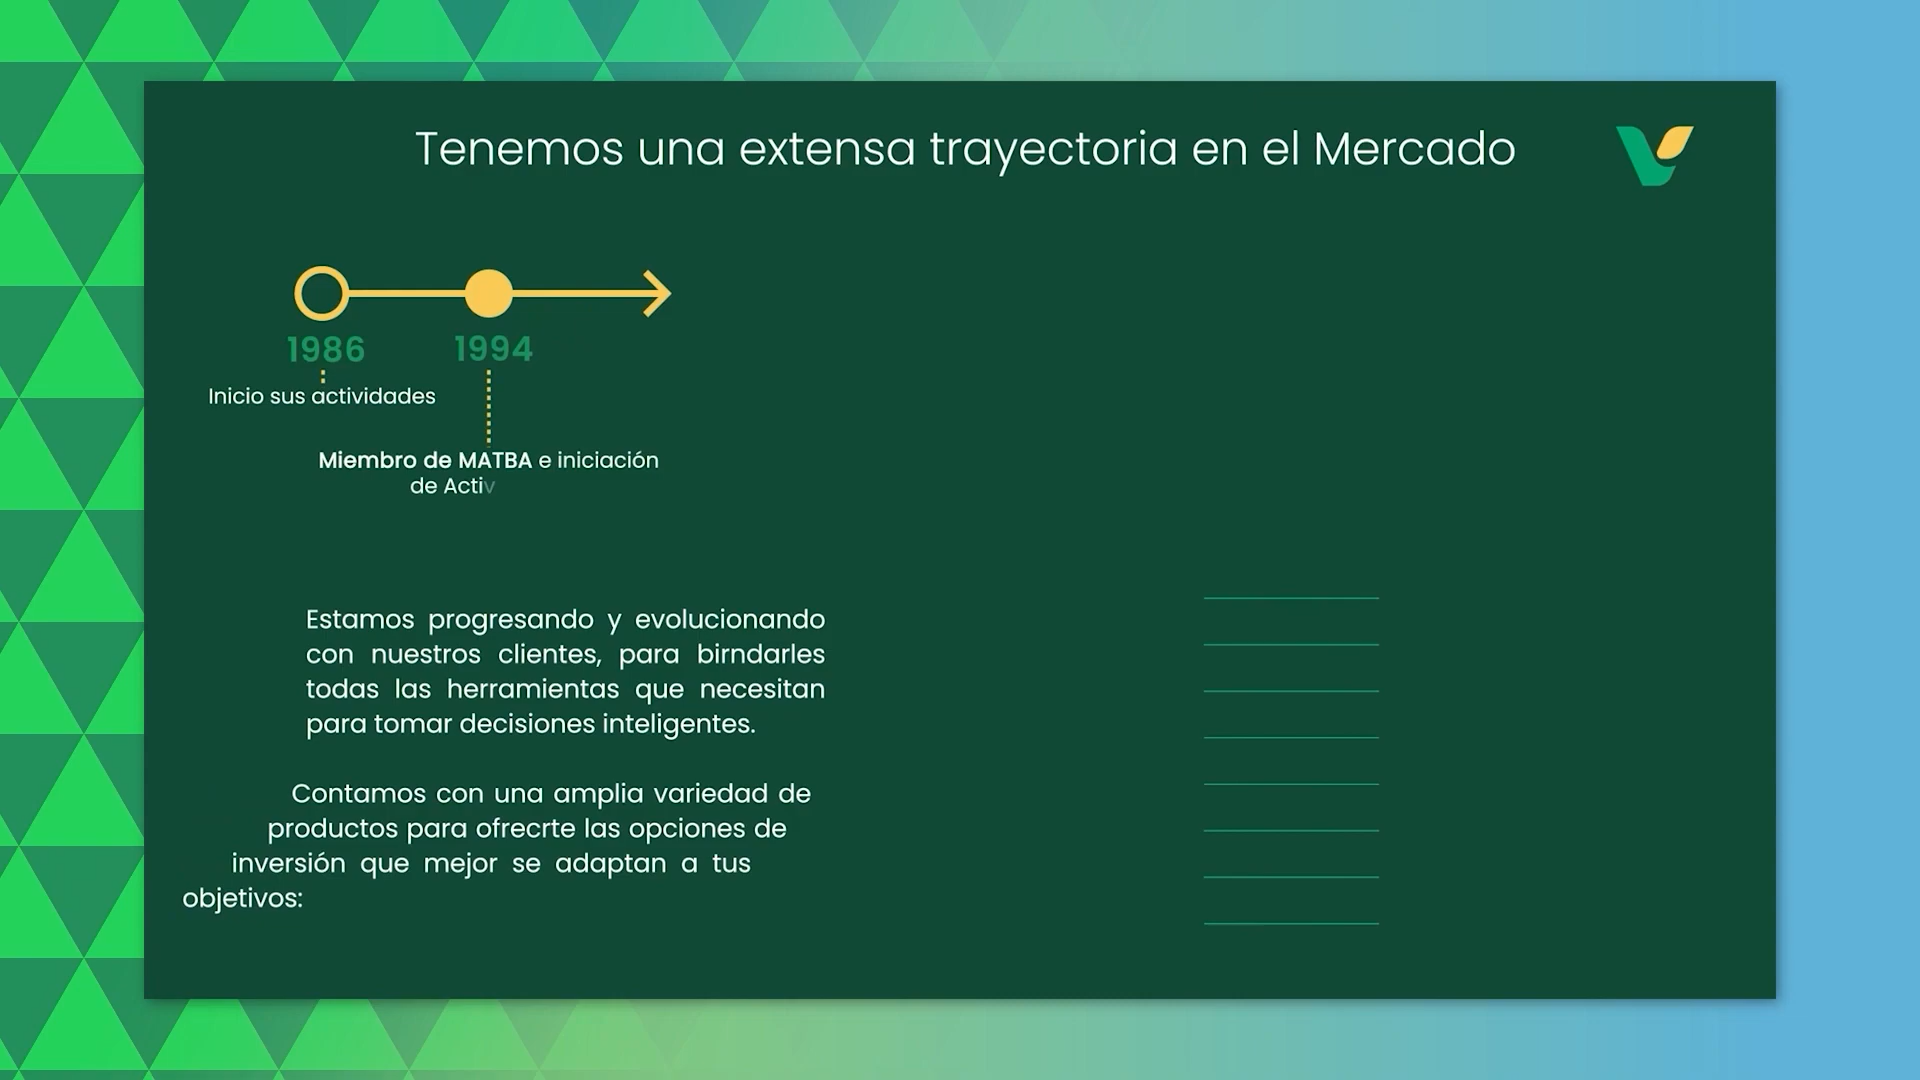 Tenemos una extensa trayectoria en el Mercado
1986
1994
Inicio sus actividades
Miembro de MATBA e iniciación
de Activ
Estamos progresando y evolucionando
con nuestros clientes, para birndarles
todas las herramientas que necesitan
para tomar decisiones inteligentes.
Contamos con una amplia variedad de
productos para ofrecrte las opciones de
inversión que mejor se adaptan a tus
objetivos: